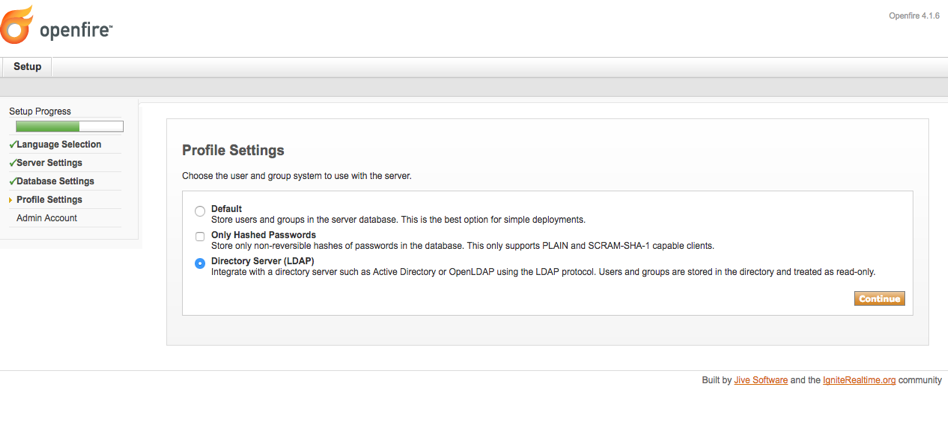 openfire™
Openfire 4.1.6
Setup
Setup Progress
Language Selection
Server Settings
Database Settings
Profile Settings
Admin Account
Profile Settings
Choose the user and group system to use with the server.
Default
Store users and groups in the server database. This is the best option for simple deployments.
Only Hashed Passwords
Store only non-reversible hashes of passwords in the database. This only supports PLAIN and SCRAM-SHA-1 capable clients.
Directory Server (LDAP)
Integrate with a directory server such as Active Directory or OpenLDAP using the LDAP protocol. Users and groups are stored in the directory and treated as read-only.
Continue
Built by Jive Software and the IgniteRealtime.org community